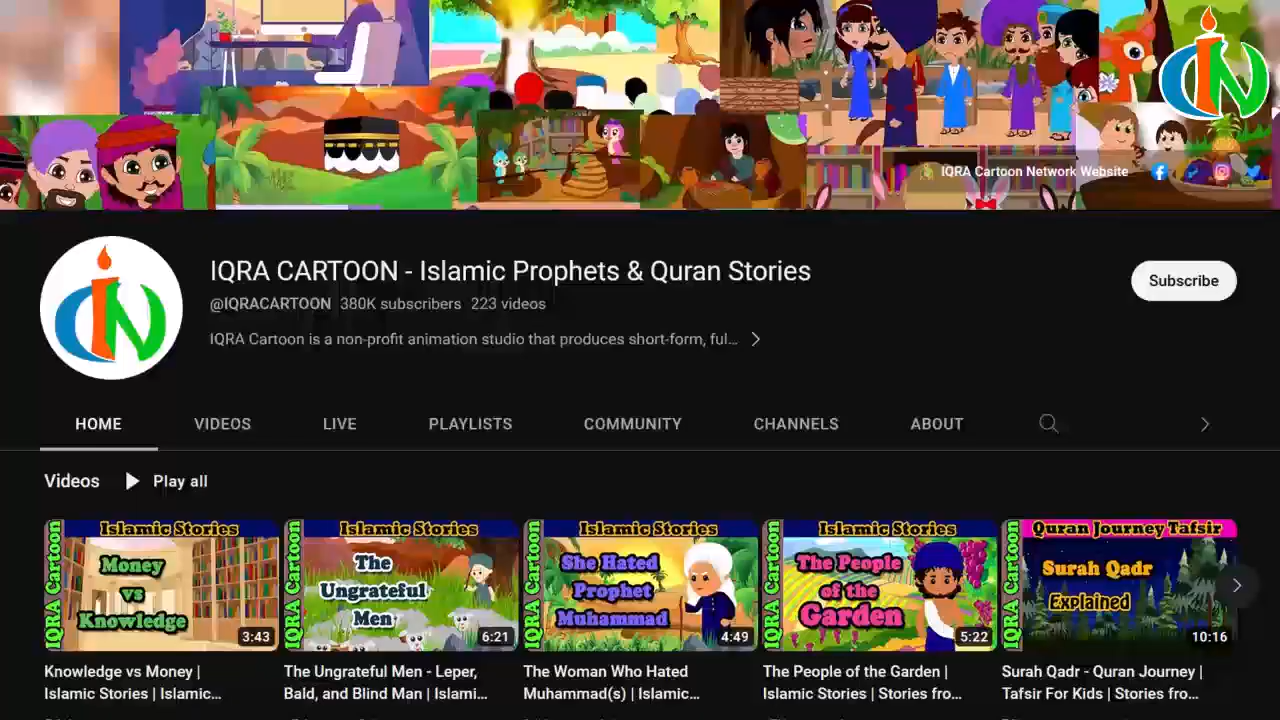 IQRA Cartoon Network Website
IQRA CARTOON - Islamic Prophets & Quran Stories
@IQRACARTOON 380K subscribers 223 videos
IQRA Cartoon is a non-profit animation studio that produces short-form, ful...
Subscribe
HOME VIDEOS LIVE PLAYLISTS COMMUNITY CHANNELS ABOUT
Videos Play all
IQRA Cartoon
Islamic Stories
Money
vs
Knowledge
3:43
IQRA Cartoon
Islamic Stories
The
Ungrateful
Men
6:21
IQRA Cartoon
Islamic Stories
She Hated
Prophet
Muhammad
4:49
IQRA Cartoon
Islamic Stories
The People
of the
Garden
5:22
IQRA Cartoon
Quran Journey Tafsir
Surah Qadr
Explained
10:16
Knowledge vs Money |
Islamic Stories | Islamic...
The Ungrateful Men - Leper,
Bald, and Blind Man | Islami...
The Woman Who Hated
Muhammad(s) | Islamic...
The People of the Garden |
Islamic Stories | Stories fro...
Surah Qadr - Quran Journey |
Tafsir For Kids | Stories fro...